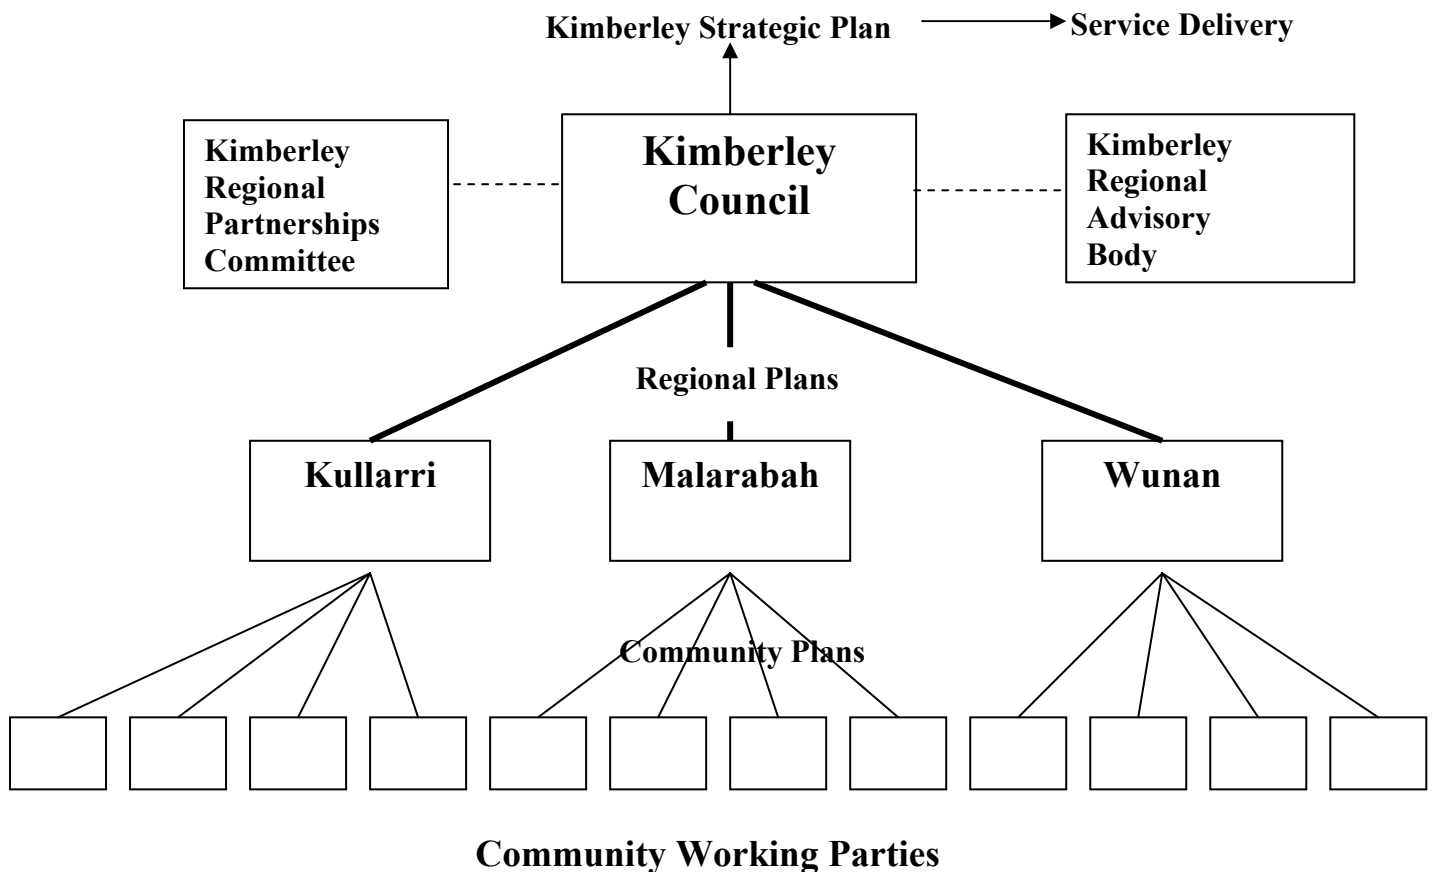 Kimberley Strategic Plan
Service Delivery
Kimberley
Regional
Partnerships
Committee
Kimberley
Council
Kimberley
Regional
Advisory
Body
Regional Plans
Kullarri
Malarabah
Wunan
Community Plans
Community Working Parties